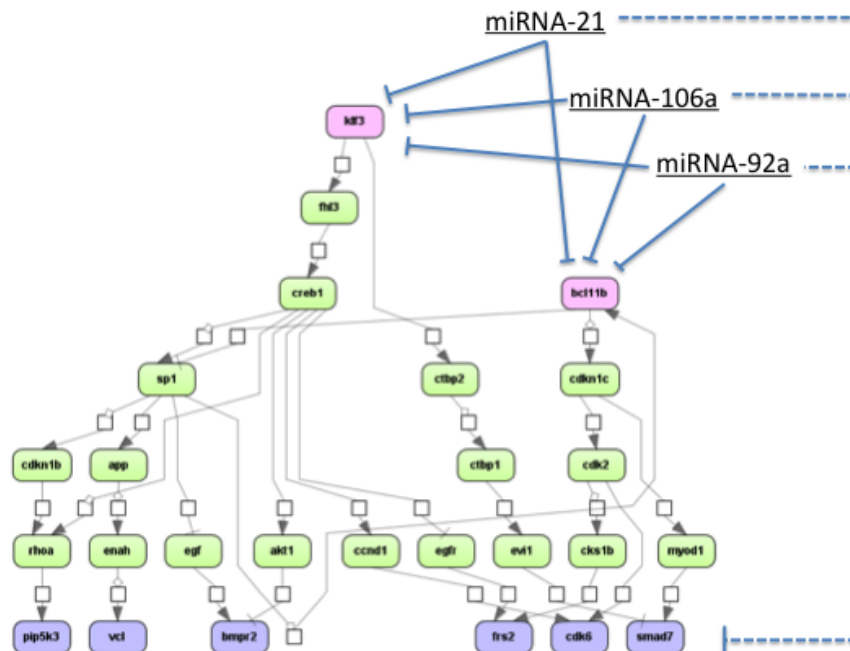 miRNA-21
miRNA-106a
klf3
miRNA-92a
fhl3
creb1
bcl11b
sp1
ctbp2
cdkn1c
cdkn1b
app
ctbp1
cdk2
rhoa
enah
egf
akt1
ccnd1
egfr
evi1
cks1b
myod1
pip5k3
vcl
bmpr2
frs2
cdk6
smad7